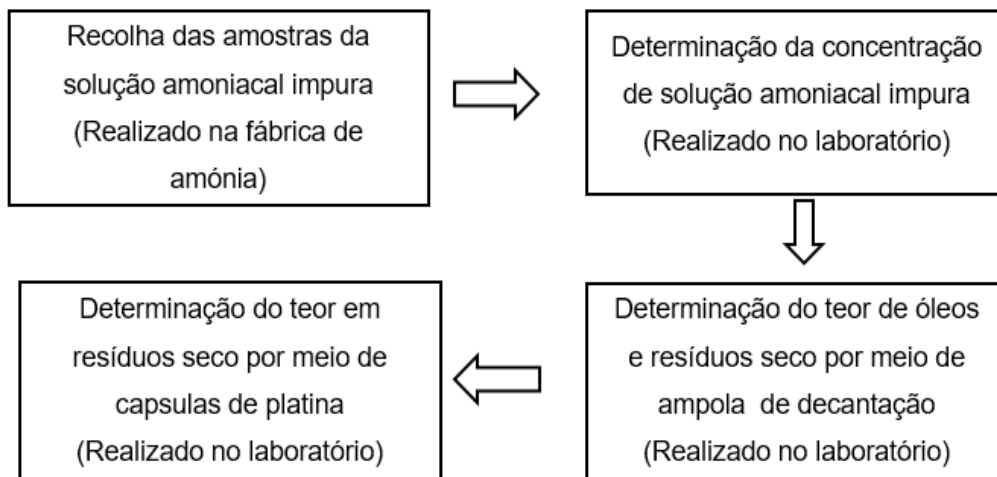 Recolha das amostras da
solução amoniacal impura
(Realizado na fábrica de
amónia)
Determinação da concentração
de solução amoniacal impura
(Realizado no laboratório)
Determinação do teor de óleos
e resíduos seco por meio de
ampola de decantação
(Realizado no laboratório)
Determinação do teor em
resíduos seco por meio de
capsulas de platina
(Realizado no laboratório)